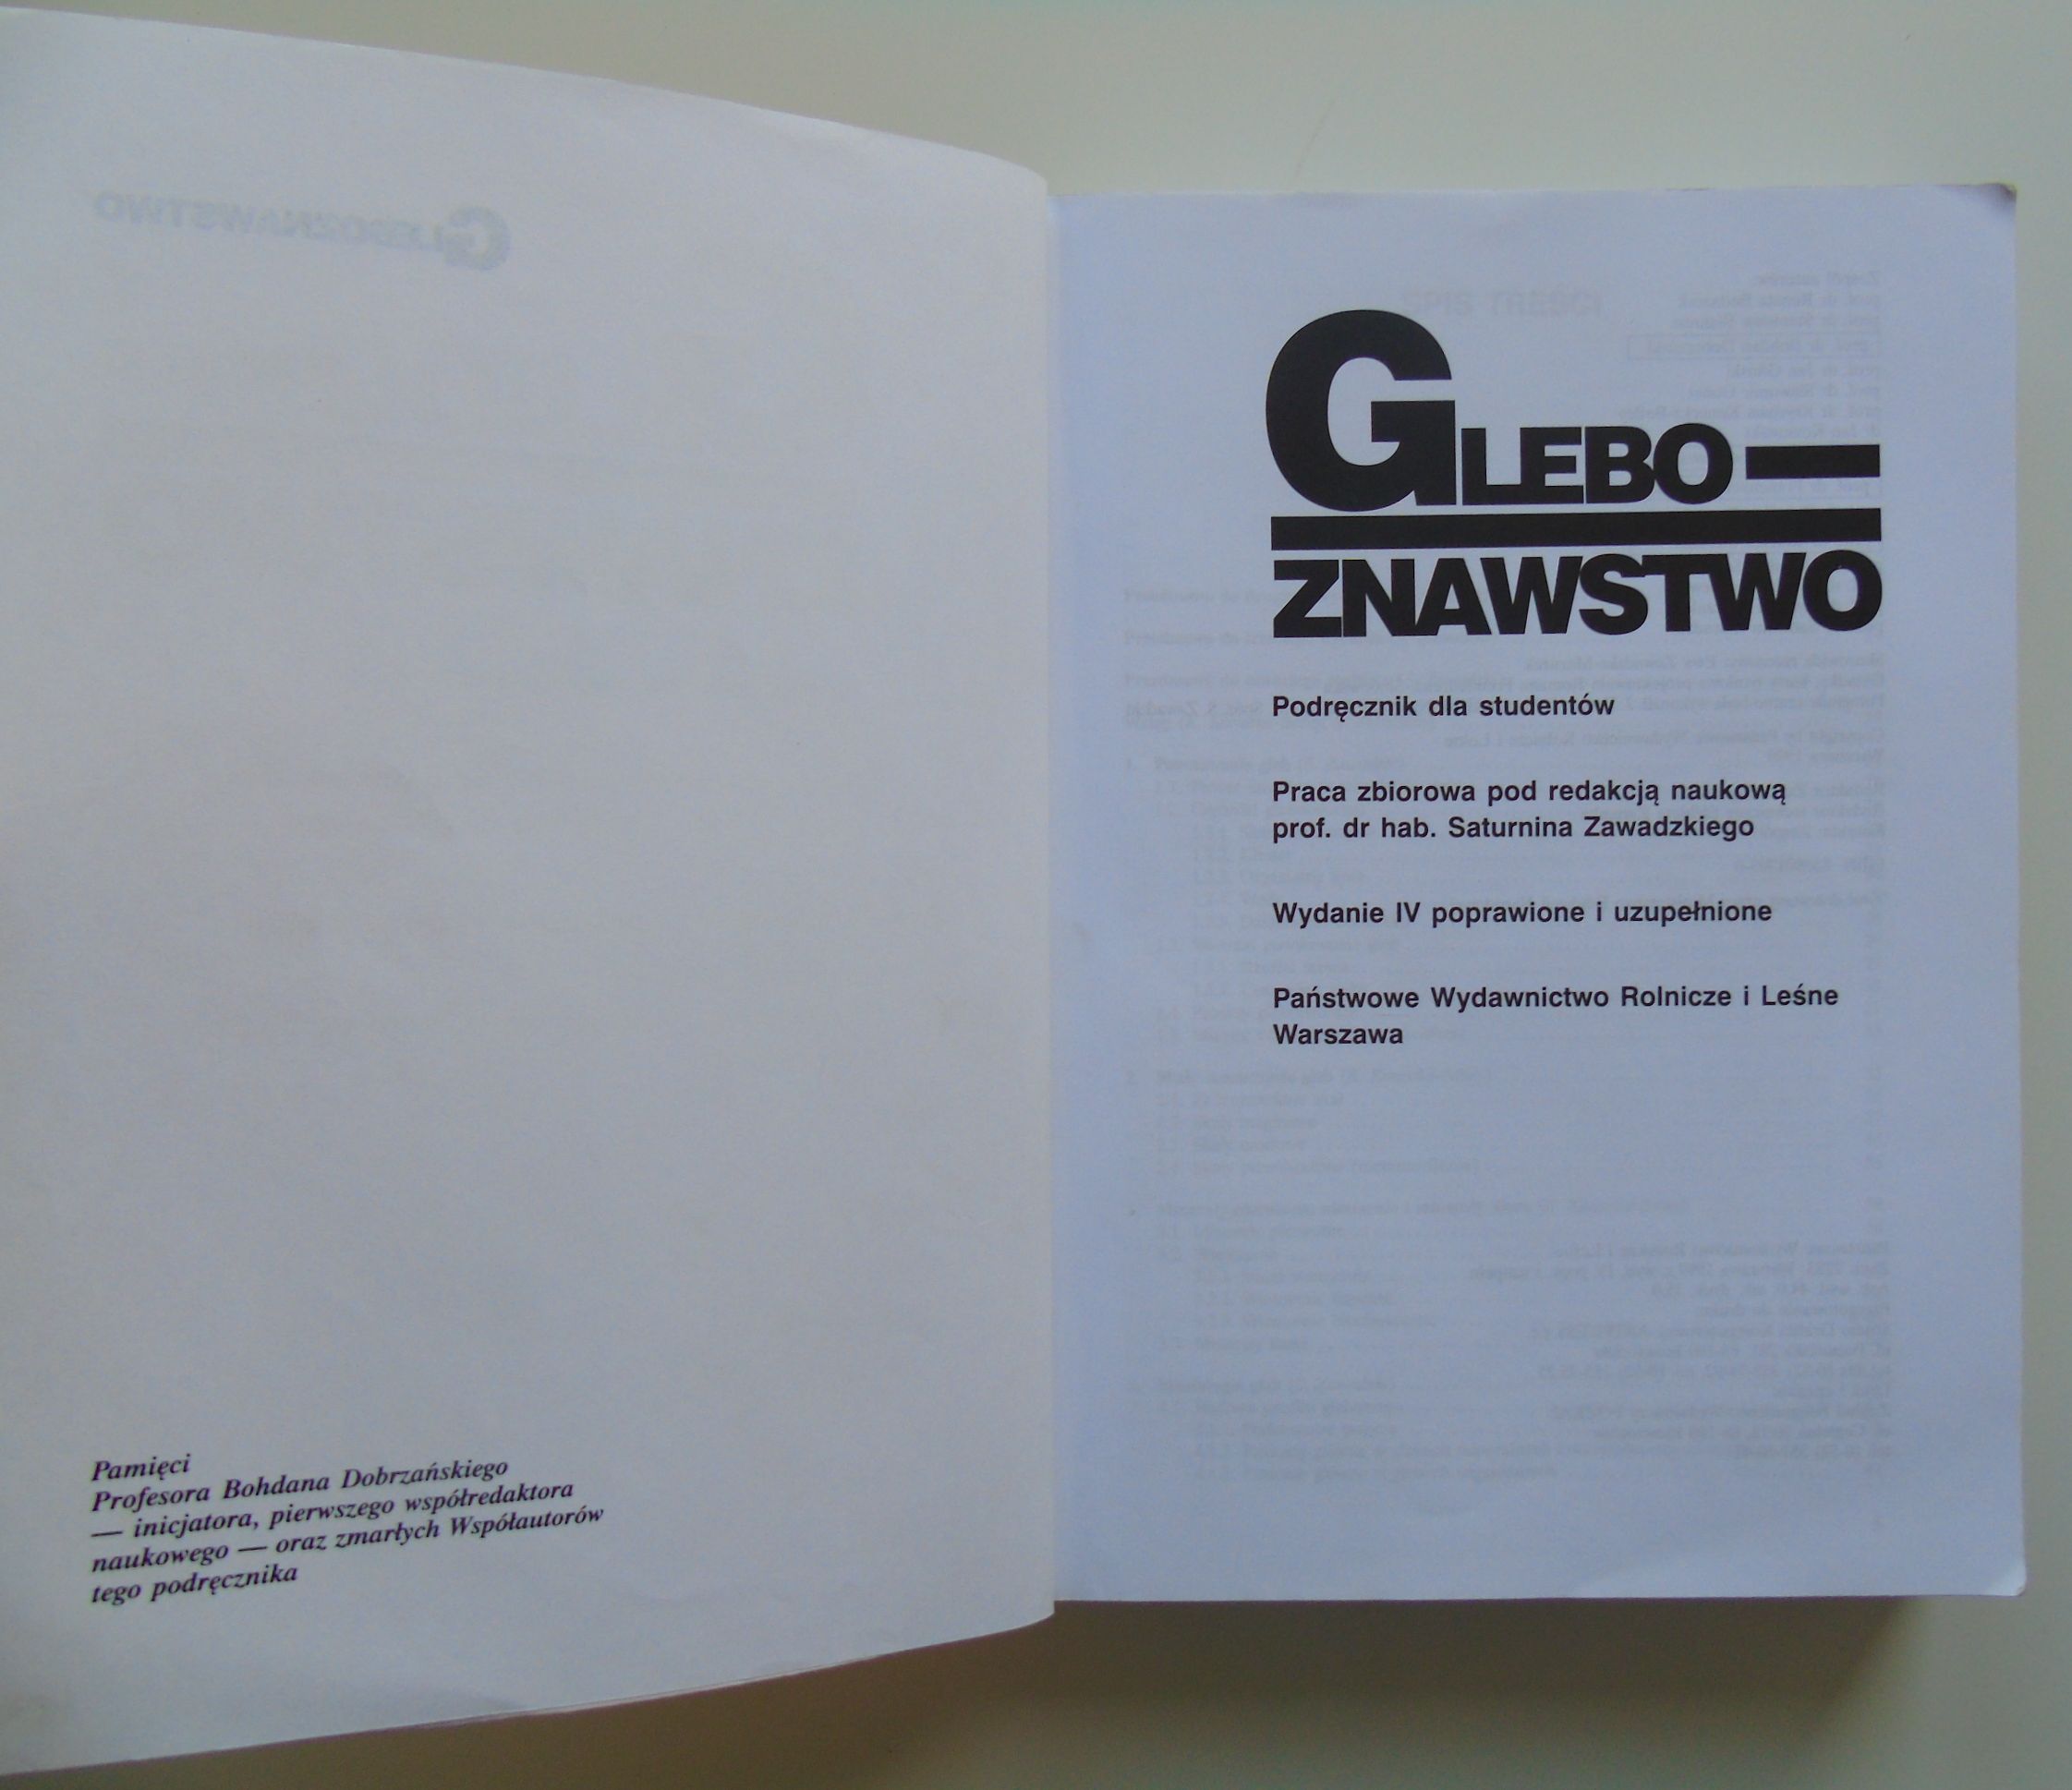 Pamięci
Profesora Bohdana Dobrzańskiego
— inicjatora, pierwszego współredaktora
naukowego — oraz zmarłych Współautorów
tego podręcznika
GLEBO—
ZNAWSTWO
Podręcznik dla studentów
Praca zbiorowa pod redakcją naukową
prof. dr hab. Saturnina Zawadzkiego
Wydanie IV poprawione i uzupełnione
Państwowe Wydawnictwo Rolnicze i Leśne
Warszawa